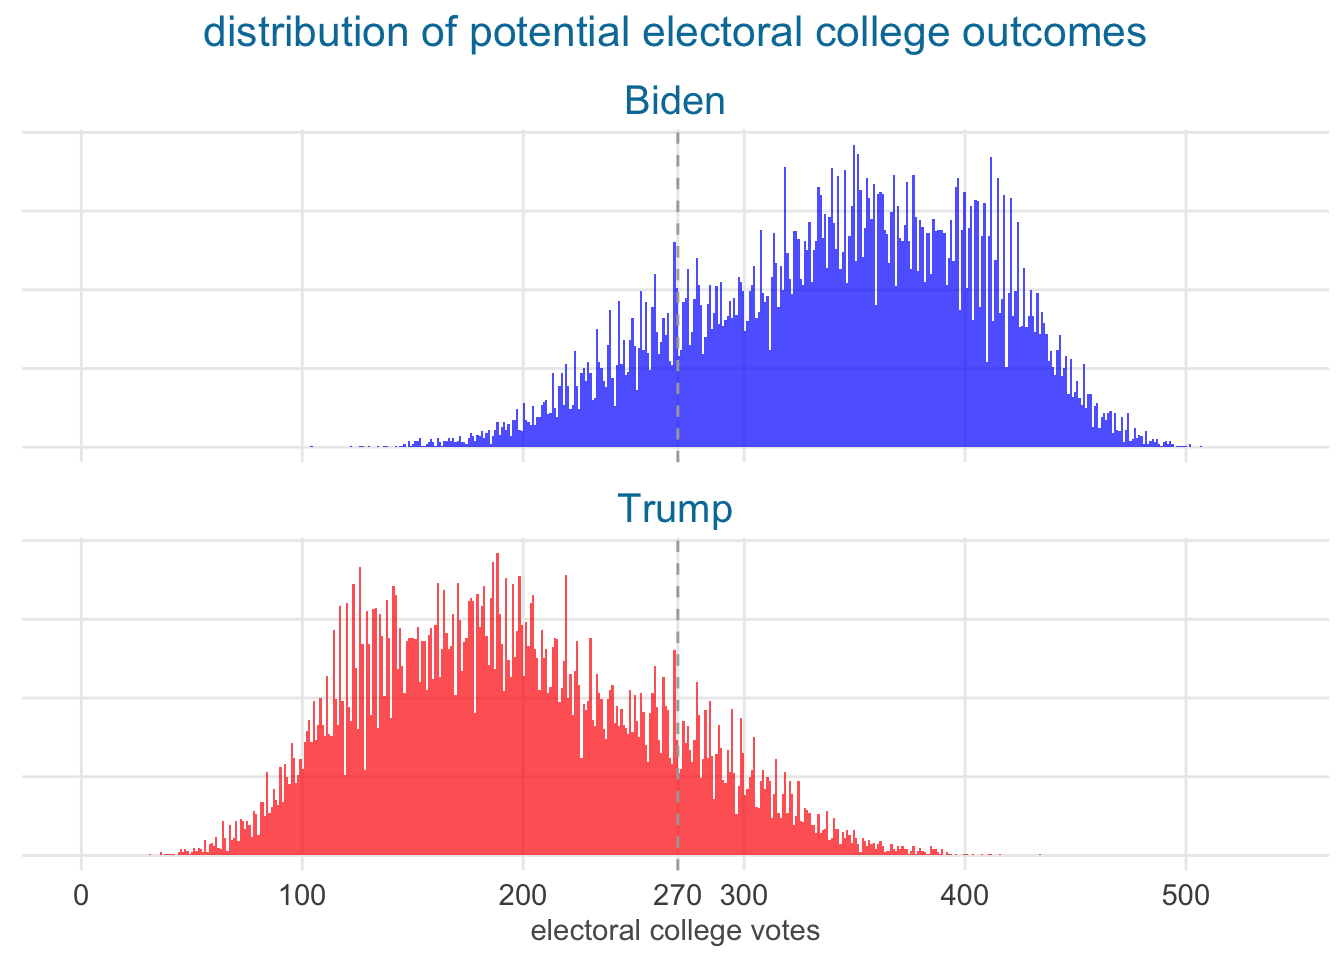 distribution of potential electoral college outcomes
Biden
Trump
0 100 200 270 300 400 500
electoral college votes